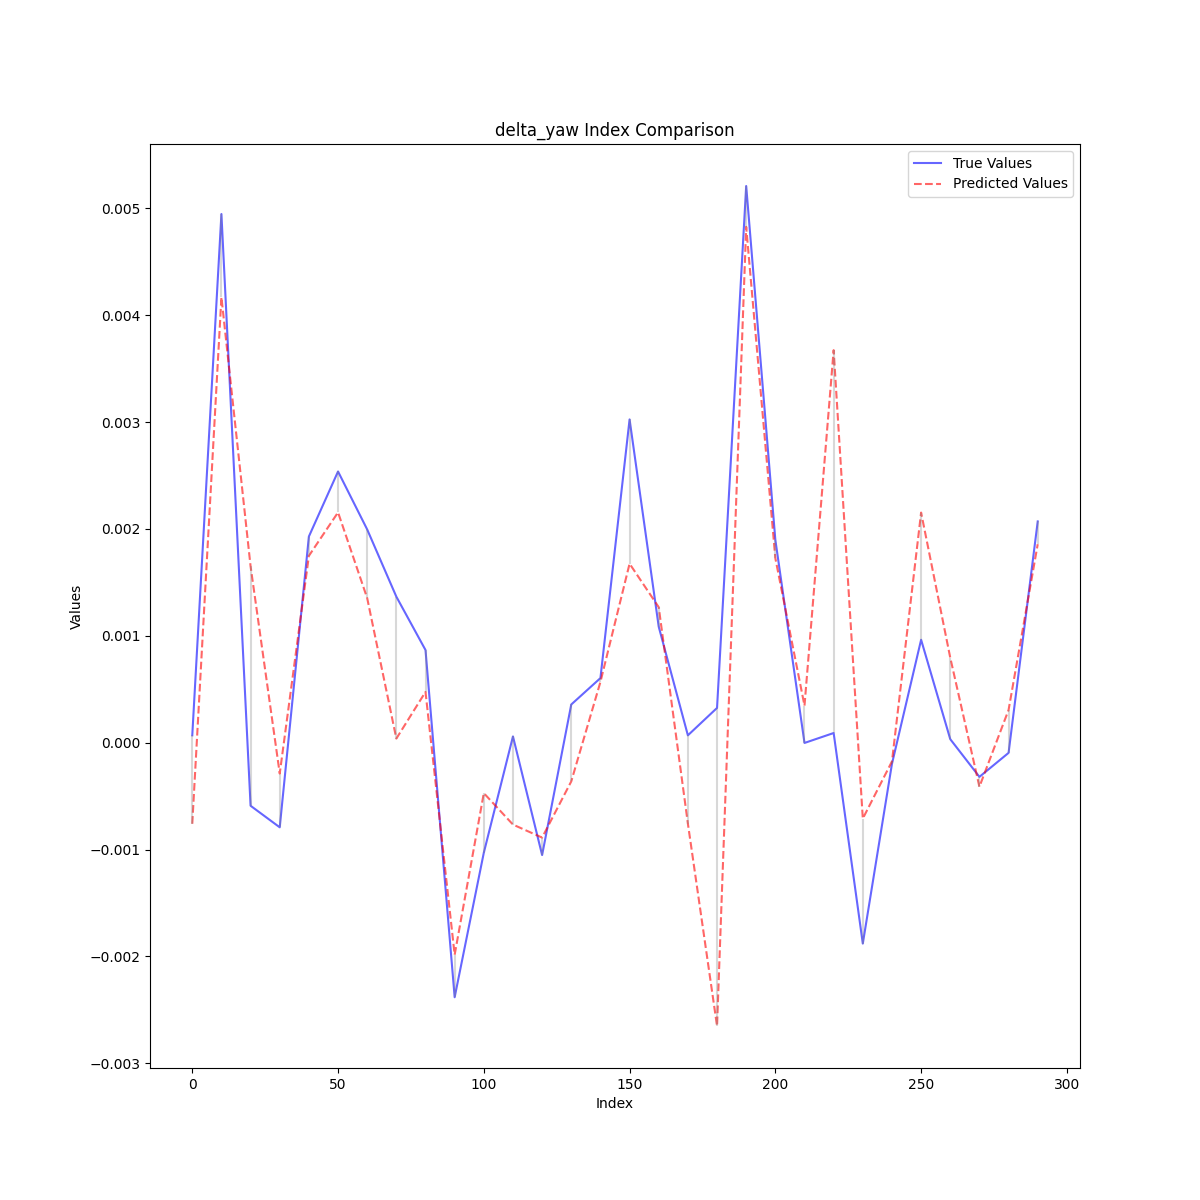 delta_yaw Index Comparison
True Values
Predicted Values
0.005
0.004
0.003
0.002
0.001
0.000
−0.001
−0.002
−0.003
Values
0 50 100 150 200 250 300
Index